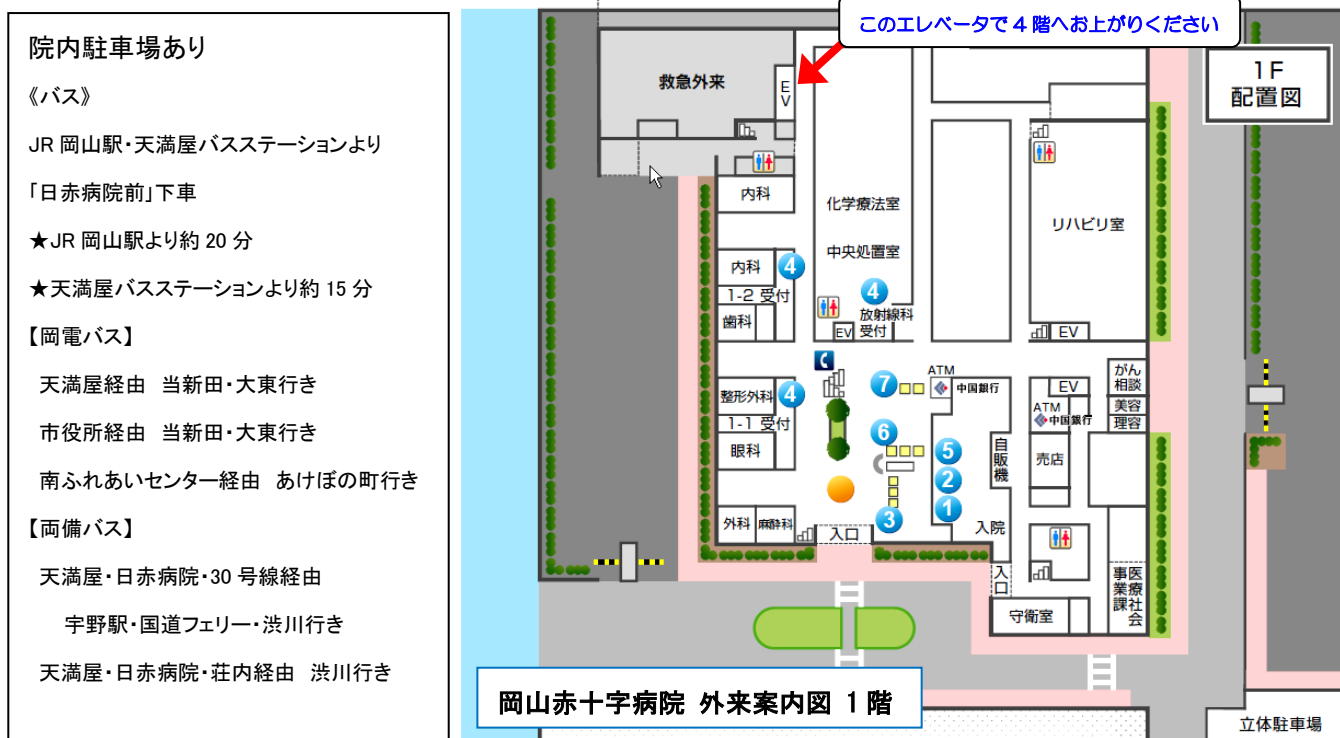 院内駐車場あり
《バス》
JR 岡山駅・天満屋バスステーションより
「日赤病院前」下車
★JR 岡山駅より約 20 分
★天満屋バスステーションより約 15 分
【岡電バス】
天満屋経由 当新田・大東行き
市役所経由 当新田・大東行き
南ふれあいセンター経由 あけぼの町行き
【両備バス】
天満屋・日赤病院・30 号線経由
宇野駅・国道フェリー・渋川行き
天満屋・日赤病院・荘内経由 渋川行き
このエレベータで 4 階へお上がりください
1F
配置図
救急外来
EV
内科
化学療法室
リハビリ室
中央処置室
内科
4
1-2 受付
歯科
4
放射線科
受付
EV
EV
ATM
中国銀行
7
EV
がん
相談
整形外科
4
ATM
中国銀行
美容
理容
1-1 受付
眼科
6
5
自販機
売店
2
1
3
外科
麻酔科
入口
入院
入口
守衛室
医療社会
事業課
岡山赤十字病院 外来案内図 1 階
立体駐車場